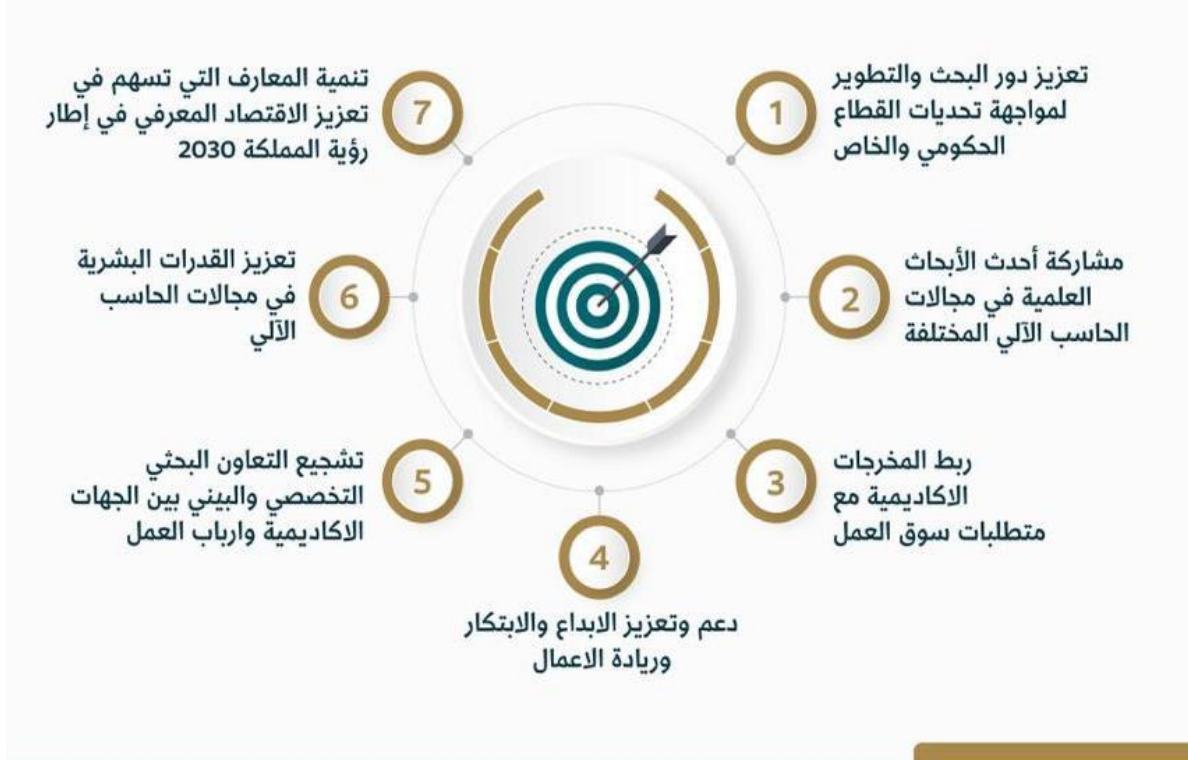 1
تعزيز دور البحث والتطوير
لمواجهة تحديات القطاع
الحكومي والخاص
2
مشاركة أحدث الأبحاث
العلمية في مجالات
الحاسب الآلي المختلفة
3
ربط المخرجات
الاكاديمية مع
متطلبات سوق العمل
4
دعم وتعزيز الابداع والابتكار
وريادة الاعمال
5
تشجيع التعاون البحثي
التخصصي والبيني بين الجهات
الاكاديمية وارباب العمل
6
تعزيز القدرات البشرية
في مجالات الحاسب
الآلي
7
تنمية المعارف التي تسهم في
تعزيز الاقتصاد المعرفي في إطار
رؤية المملكة 2030